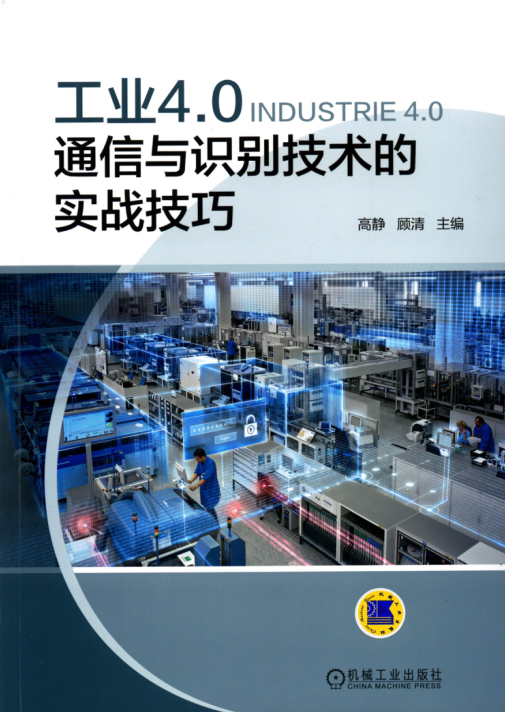 工业4.0 INDUSTRIE 4.0
通信与识别技术的
实战技巧
高静 顾清 主编
机械工业出版社
CHINA MACHINE PRESS